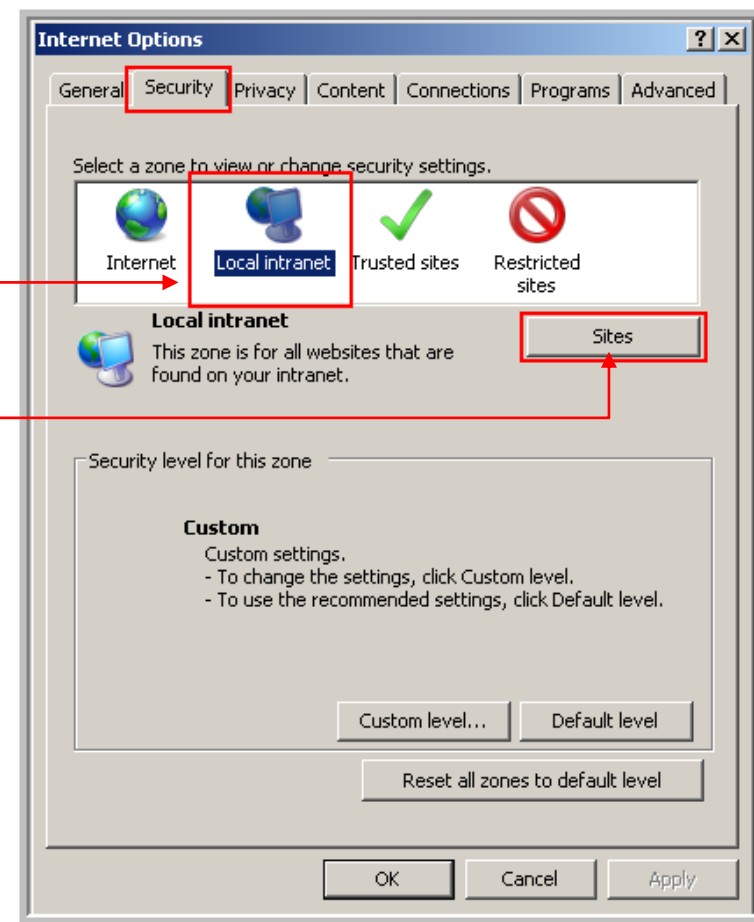 Internet Options
General Security Privacy Content Connections Programs Advanced
Select a zone to view or change security settings.
Internet Local intranet Trusted sites Restricted
sites
Local intranet
Sites
This zone is for all websites that are
found on your intranet.
Security level for this zone
Custom
Custom settings.
- To change the settings, click Custom level.
- To use the recommended settings, click Default level.
Custom level... Default level
Reset all zones to default level
OK Cancel Apply